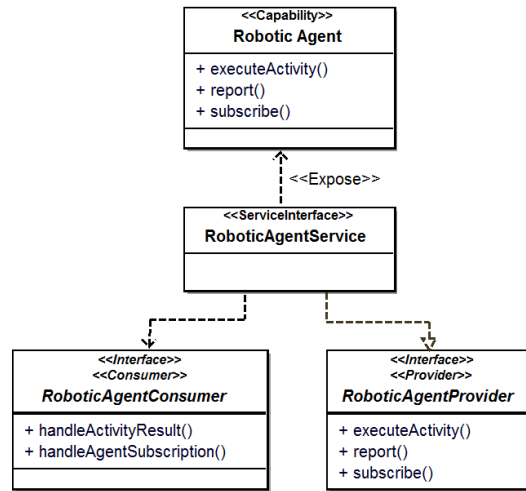 <<Capability>>
Robotic Agent
+ executeActivity()
+ report()
+ subscribe()
<<Expose>>
<<ServiceInterface>>
RoboticAgentService
<<Interface>>
<<Consumer>>
RoboticAgentConsumer
+ handleActivityResult()
+ handleAgentSubscription()
<<Interface>>
<<Provider>>
RoboticAgentProvider
+ executeActivity()
+ report()
+ subscribe()